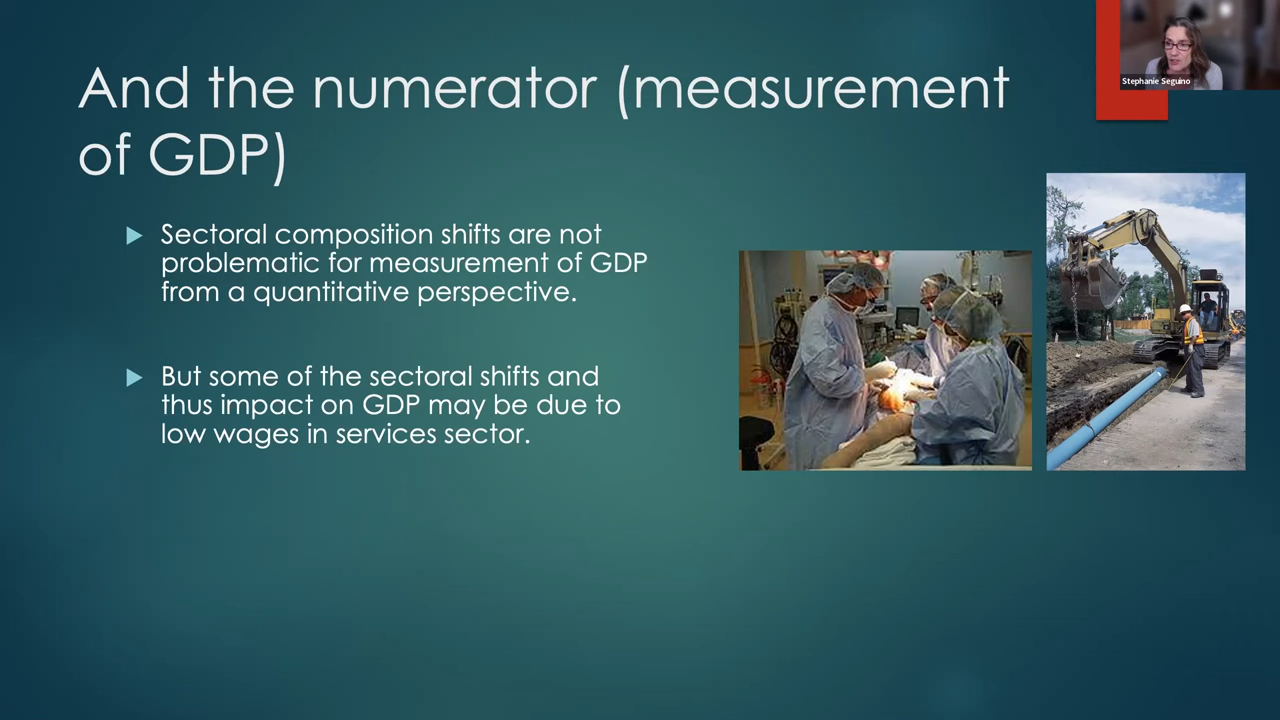 And the numerator (measurement
of GDP)
Stephanie Seguino
Sectoral composition shifts are not
problematic for measurement of GDP
from a quantitative perspective.
But some of the sectoral shifts and
thus impact on GDP may be due to
low wages in services sector.